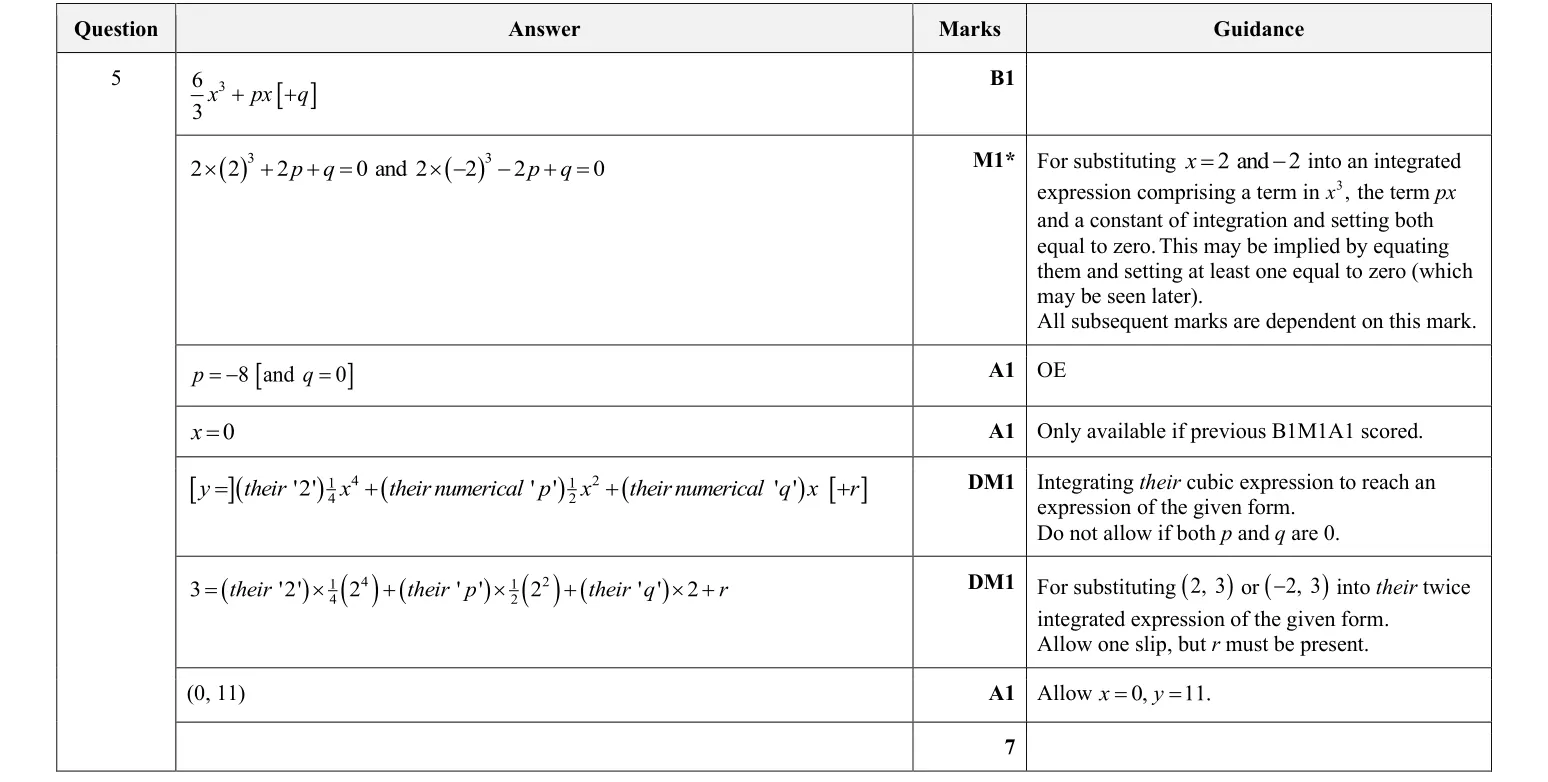 Question Answer Marks Guidance
5 6/3 x³ + px [+q] B1
2×(2)³ + 2p + q = 0 and 2×(−2)³ − 2p + q = 0 M1* For substituting x = 2 and −2 into an integrated
expression comprising a term in x³, the term px
and a constant of integration and setting both
equal to zero. This may be implied by equating
them and setting at least one equal to zero (which
may be seen later).
All subsequent marks are dependent on this mark.
p = −8 [and q = 0] A1 OE
x = 0 A1 Only available if previous B1M1A1 scored.
[y =](their '2') 1/4 x⁴ + (their numerical 'p') 1/2 x² + (their numerical 'q')x [+r] DM1 Integrating their cubic expression to reach an
expression of the given form.
Do not allow if both p and q are 0.
3 = (their '2')× 1/4 (2⁴) + (their 'p')× 1/2 (2²) + (their 'q')×2 + r DM1 For substituting (2, 3) or (−2, 3) into their twice
integrated expression of the given form.
Allow one slip, but r must be present.
(0, 11) A1 Allow x = 0, y = 11.
7